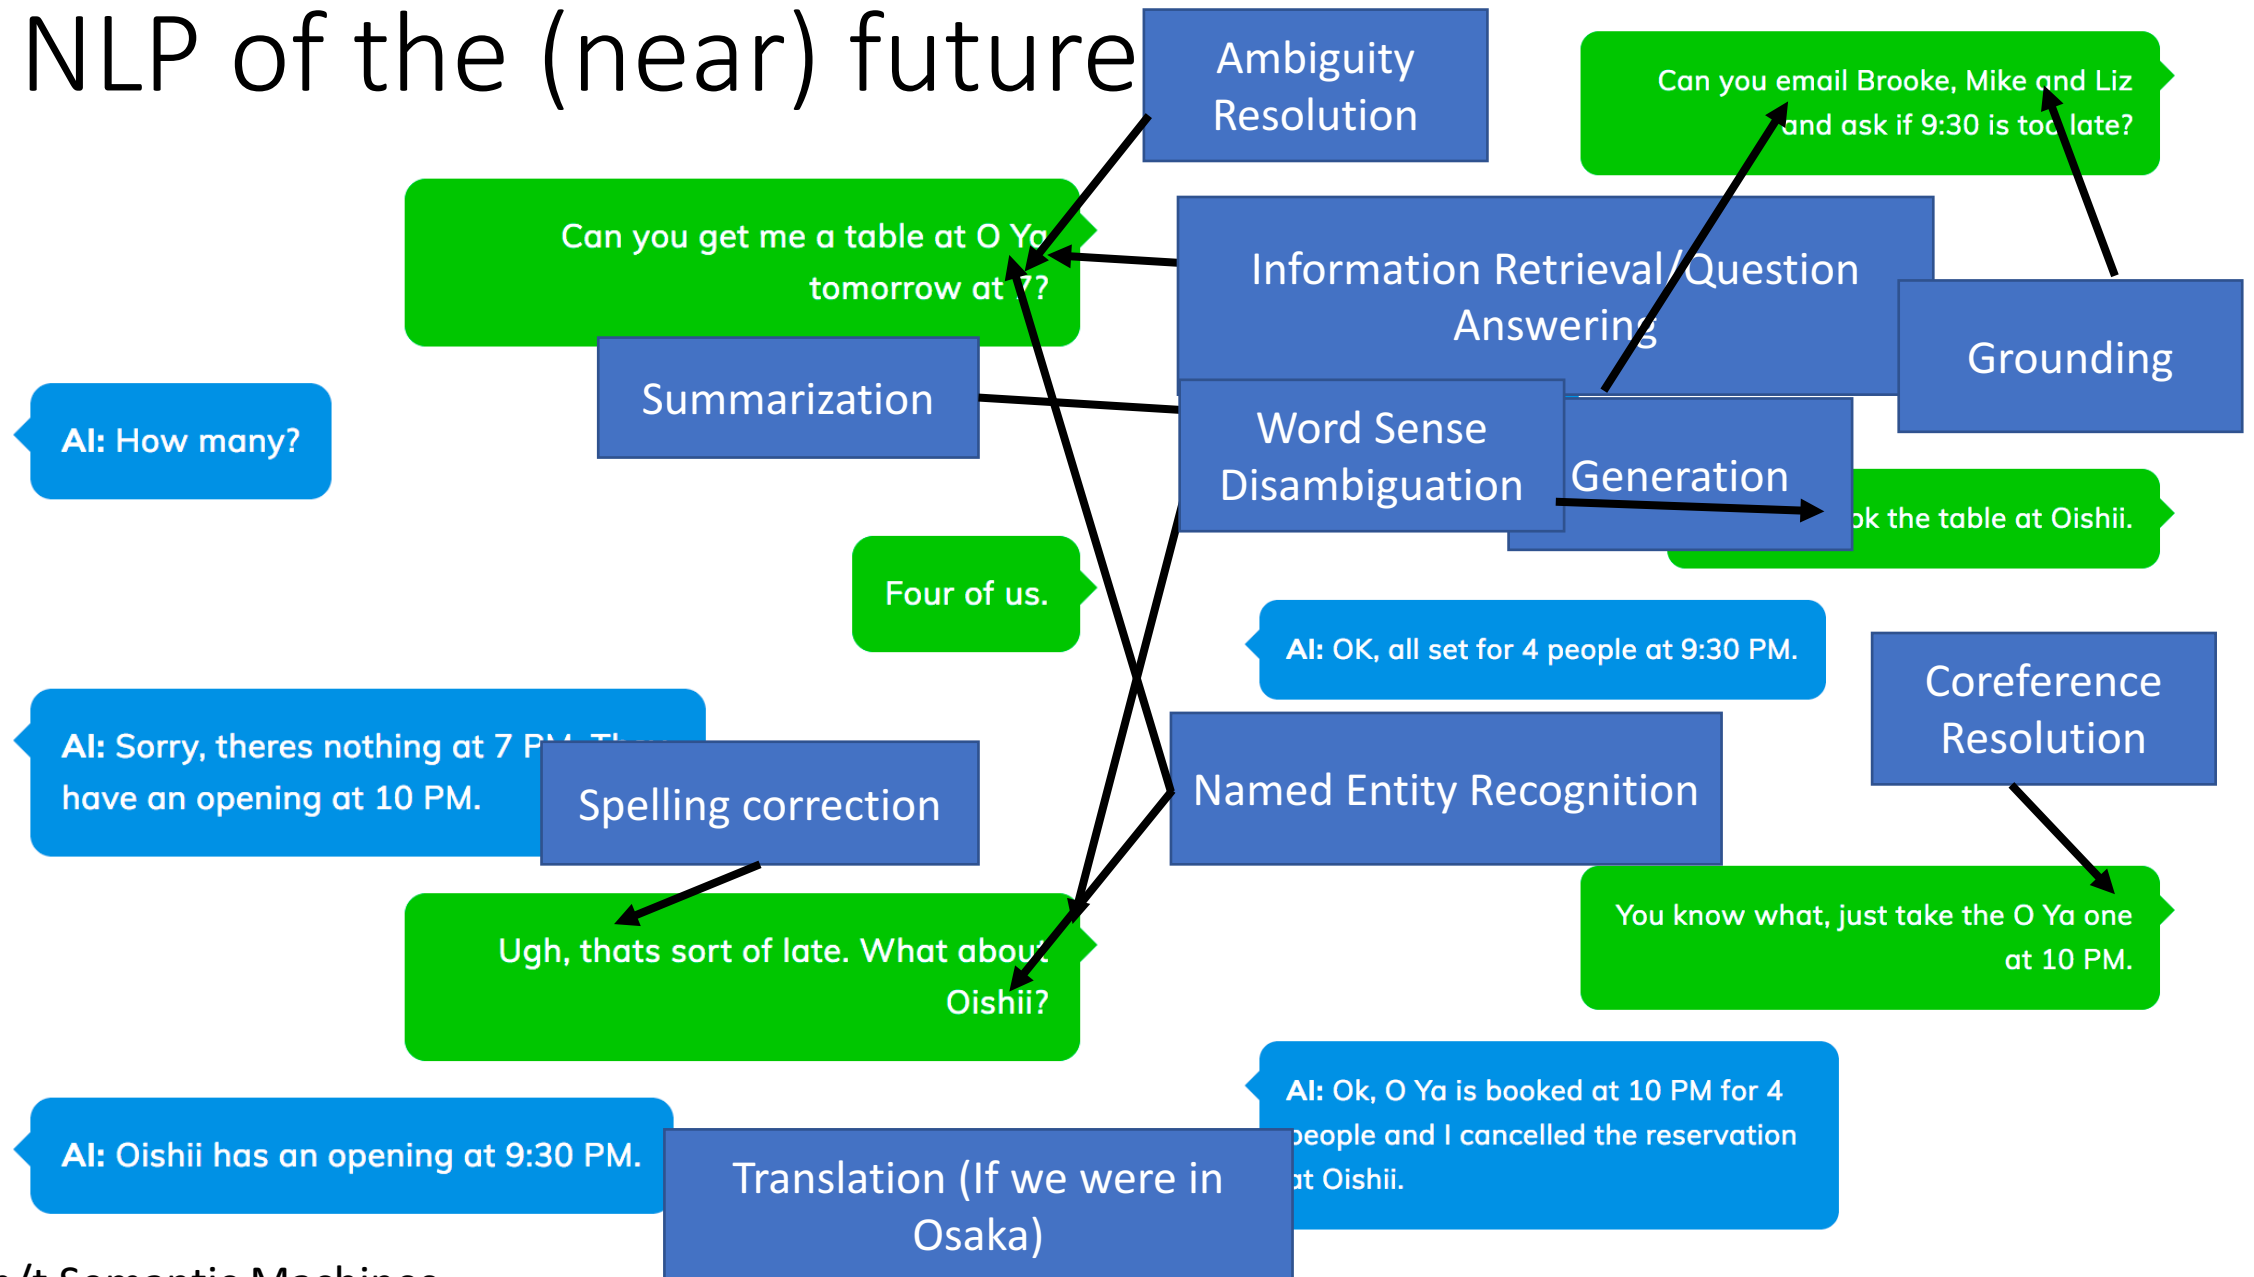 NLP of the (near) future
Ambiguity
Resolution
Can you email Brooke, Mike and Liz
and ask if 9:30 is too late?
Can you get me a table at O Ya
tomorrow at 7?
Information Retrieval/Question
Answering
Grounding
Summarization
AI: How many?
Word Sense
Disambiguation
Generation
the table at Oishii.
Four of us.
AI: OK, all set for 4 people at 9:30 PM.
Coreference
Resolution
AI: Sorry, theres nothing at 7 PM. They
have an opening at 10 PM.
Spelling correction
Named Entity Recognition
Ugh, thats sort of late. What about
Oishii?
You know what, just take the O Ya one
at 10 PM.
AI: Oishii has an opening at 9:30 PM.
AI: Ok, O Ya is booked at 10 PM for 4
people and I cancelled the reservation
at Oishii.
Translation (If we were in
Osaka)
Semantic Machines